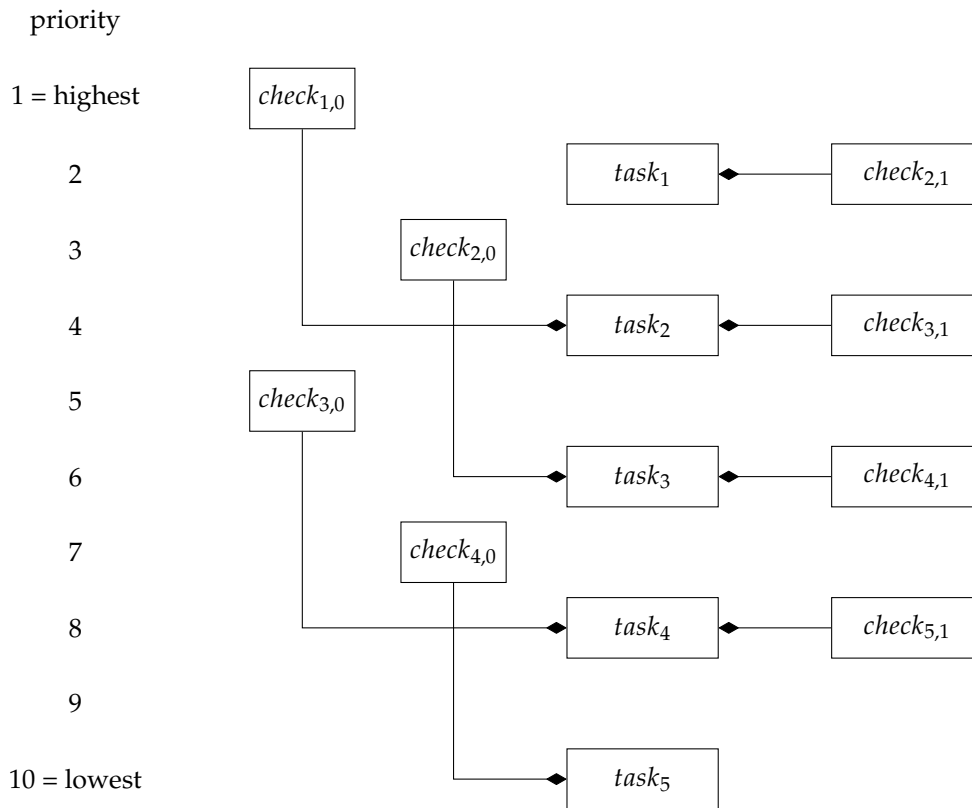 priority
1 = highest check1,0
2 task1 check2,1
3 check2,0
4 task2 check3,1
5 check3,0
6 task3 check4,1
7 check4,0
8 task4 check5,1
9
10 = lowest task5